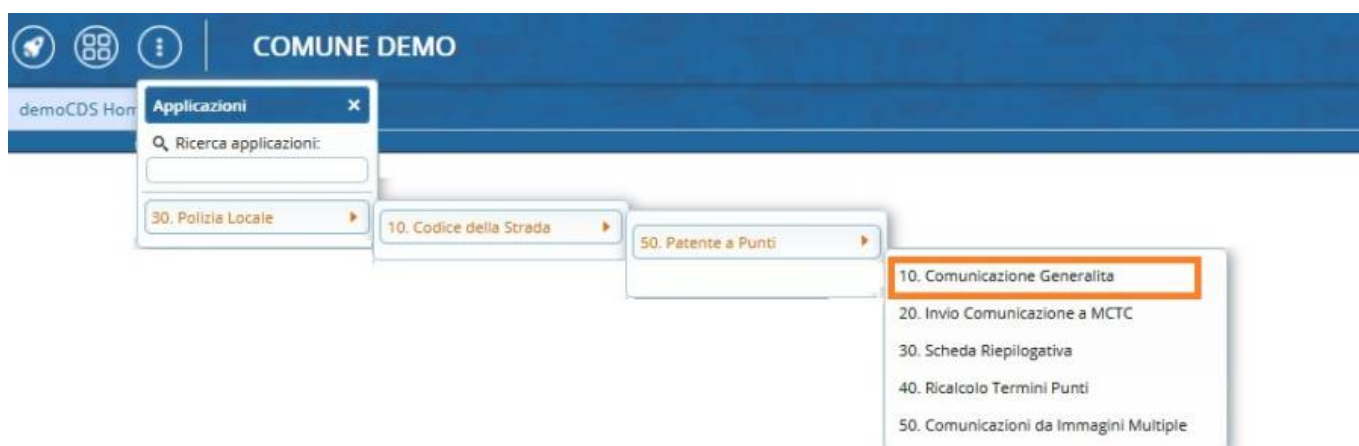 COMUNE DEMO
demoCDS Hom
Applicazioni
Ricerca applicazioni:
30. Polizia Locale
10. Codice della Strada
50. Patente a Punti
10. Comunicazione Generalita
20. Invio Comunicazione a MCTC
30. Scheda Riepilogativa
40. Ricalcolo Termini Punti
50. Comunicazioni da Immagini Multiple